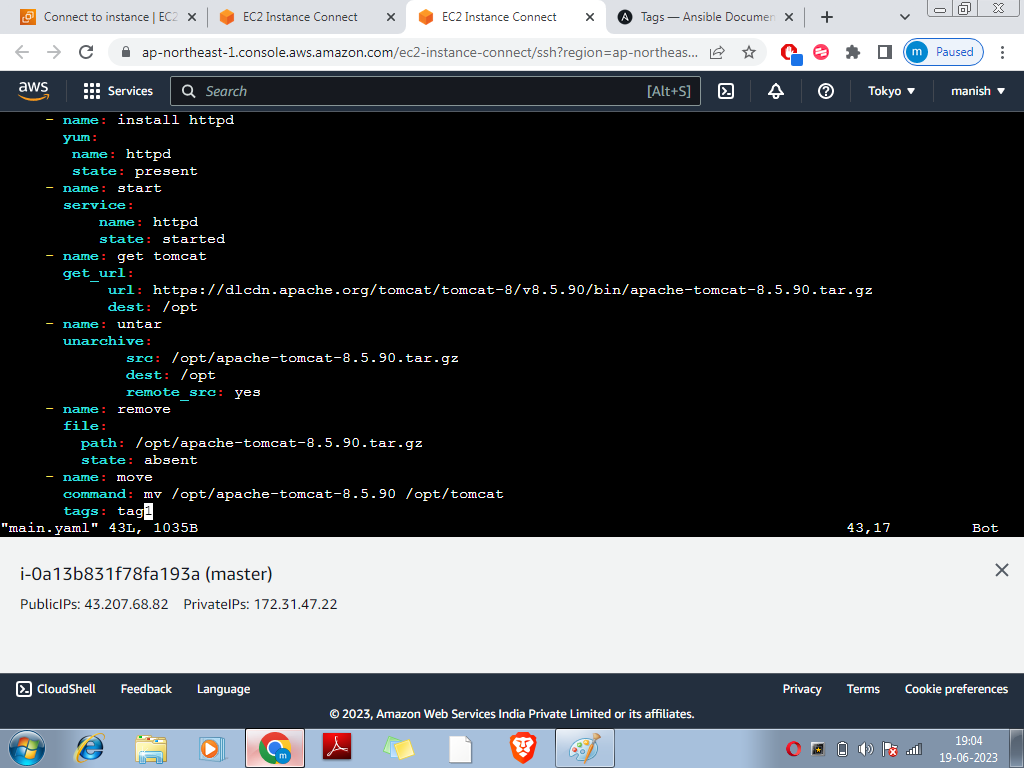 Connect to instance | EC2
EC2 Instance Connect
EC2 Instance Connect
Tags — Ansible Documen
ap-northeast-1.console.aws.amazon.com/ec2-instance-connect/ssh?region=ap-northeas...
m Paused
aws Services Search [Alt+S] Tokyo manish
- name: install httpd
yum:
name: httpd
state: present
- name: start
service:
name: httpd
state: started
- name: get tomcat
get_url:
url: https://dlcdn.apache.org/tomcat/tomcat-8/v8.5.90/bin/apache-tomcat-8.5.90.tar.gz
dest: /opt
- name: untar
unarchive:
src: /opt/apache-tomcat-8.5.90.tar.gz
dest: /opt
remote_src: yes
- name: remove
file:
path: /opt/apache-tomcat-8.5.90.tar.gz
state: absent
- name: move
command: mv /opt/apache-tomcat-8.5.90 /opt/tomcat
tags: tag1
"main.yaml" 43L, 1035B 43,17 Bot
i-0a13b831f78fa193a (master)
PublicIPs: 43.207.68.82 PrivateIPs: 172.31.47.22
CloudShell Feedback Language Privacy Terms Cookie preferences
© 2023, Amazon Web Services India Private Limited or its affiliates.
19:04
19-06-2023